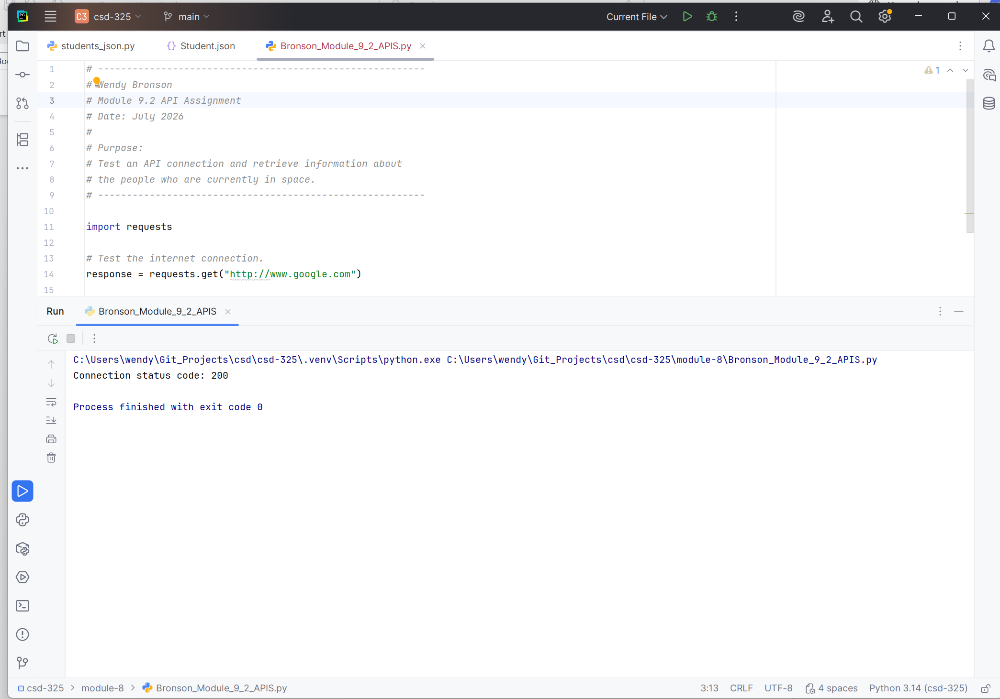 C3 csd-325 main Current File
students_json.py Student.json Bronson_Module_9_2_APIS.py
1 # ---------------------------------------------------------
2 # Wendy Bronson
3 # Module 9.2 API Assignment
4 # Date: July 2026
5 #
6 # Purpose:
7 # Test an API connection and retrieve information about
8 # the people who are currently in space.
9 # ---------------------------------------------------------
10
11 import requests
12
13 # Test the internet connection.
14 response = requests.get("http://www.google.com")
15
1
Run Bronson_Module_9_2_APIS
C:\Users\wendy\Git_Projects\csd\csd-325\.venv\Scripts\python.exe C:\Users\wendy\Git_Projects\csd\csd-325\module-8\Bronson_Module_9_2_APIS.py
Connection status code: 200
Process finished with exit code 0
csd-325 > module-8 > Bronson_Module_9_2_APIS.py 3:13 CRLF UTF-8 4 spaces Python 3.14 (csd-325)